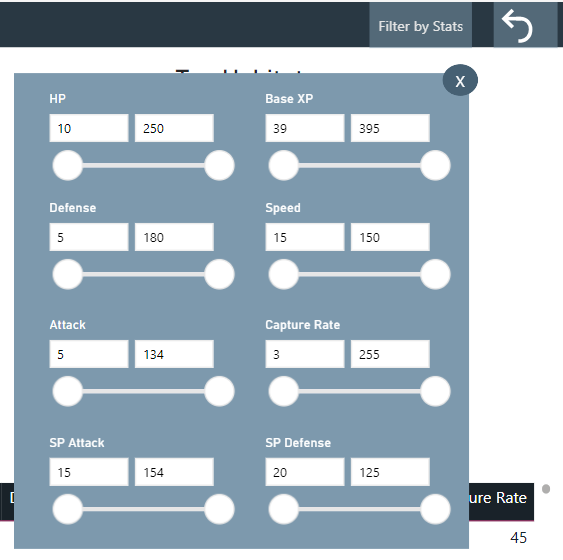 Filter by Stats
X
HP
Base XP
10
250
39
395
Defense
Speed
5
180
15
150
Attack
Capture Rate
5
134
3
255
SP Attack
SP Defense
15
154
20
125
ure Rate
45